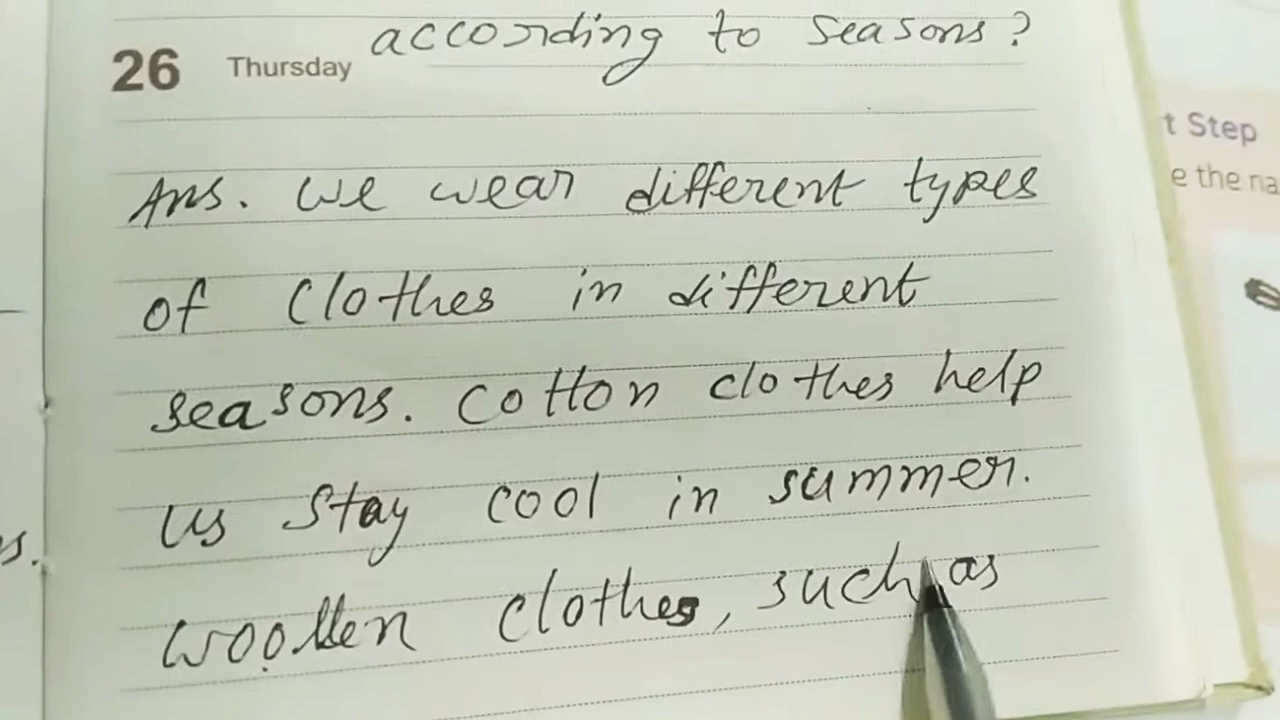 according to seasons?
26 Thursday
Ans. We wear different types
of clothes in different
seasons. Cotton clothes help
us stay cool in summer.
Woollen clothes, such as
t Step
e the na
s.